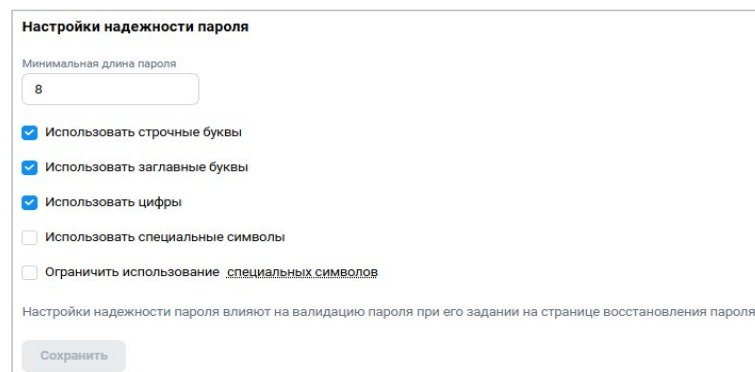 Настройки надежности пароля
Минимальная длина пароля
8
Использовать строчные буквы
Использовать заглавные буквы
Использовать цифры
Использовать специальные символы
Ограничить использование специальных символов
Настройки надежности пароля влияют на валидацию пароля при его задании на странице восстановления пароля
Сохранить